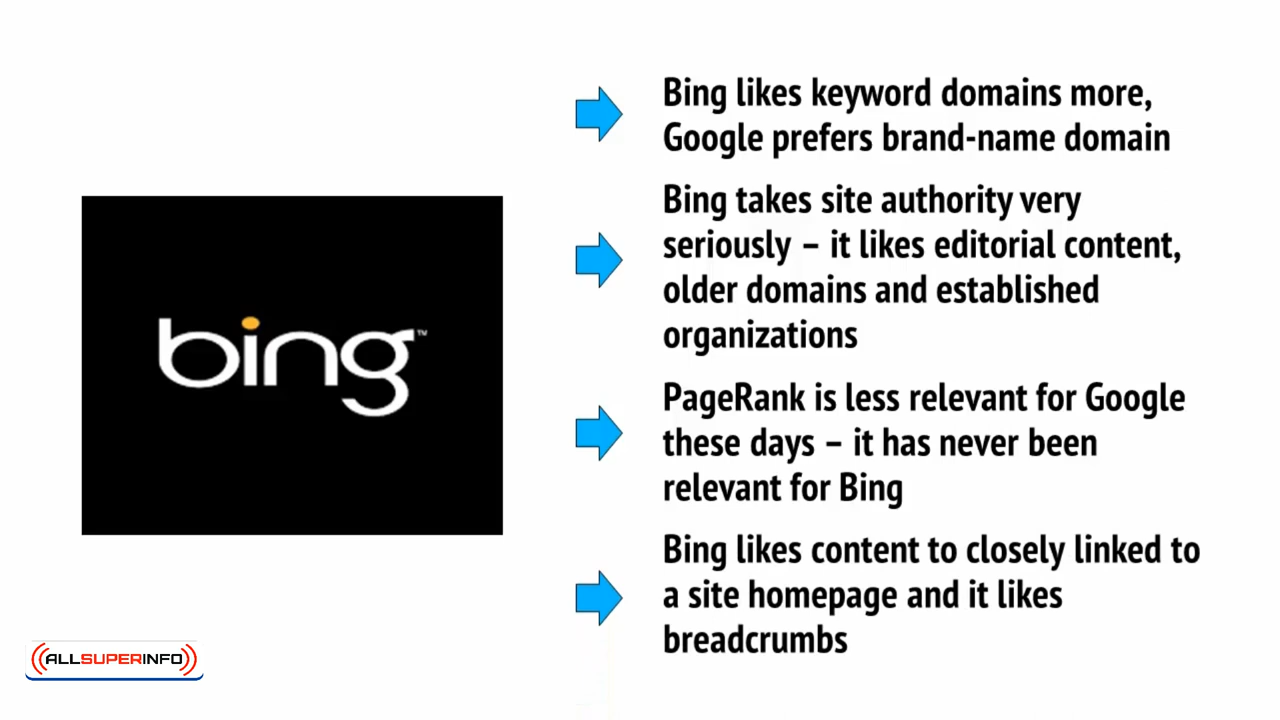 Bing likes keyword domains more,
Google prefers brand-name domain
Bing takes site authority very
seriously – it likes editorial content,
older domains and established
organizations
PageRank is less relevant for Google
these days – it has never been
relevant for Bing
Bing likes content to closely linked to
a site homepage and it likes
breadcrumbs
bing™
ALLSUPERINFO